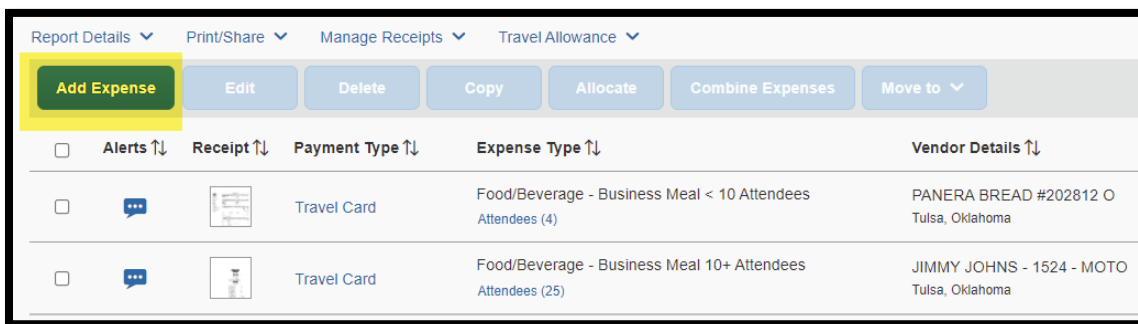 Report Details Print/Share Manage Receipts Travel Allowance
Add Expense Edit Delete Copy Allocate Combine Expenses Move to
Alerts Receipt Payment Type Expense Type Vendor Details
Travel Card Food/Beverage - Business Meal < 10 Attendees PANERA BREAD #202812 O
Attendees (4) Tulsa, Oklahoma
Travel Card Food/Beverage - Business Meal 10+ Attendees JIMMY JOHNS - 1524 - MOTO
Attendees (25) Tulsa, Oklahoma